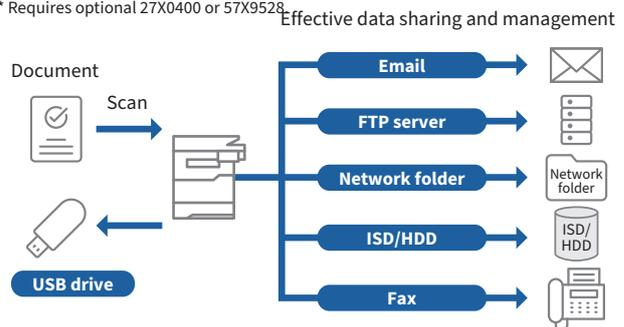 * Requires optional 27X0400 or 57X9528
Effective data sharing and management
Document
Scan
USB drive
Email
FTP server
Network folder
ISD/HDD
Fax
Network
folder
ISD/
HDD